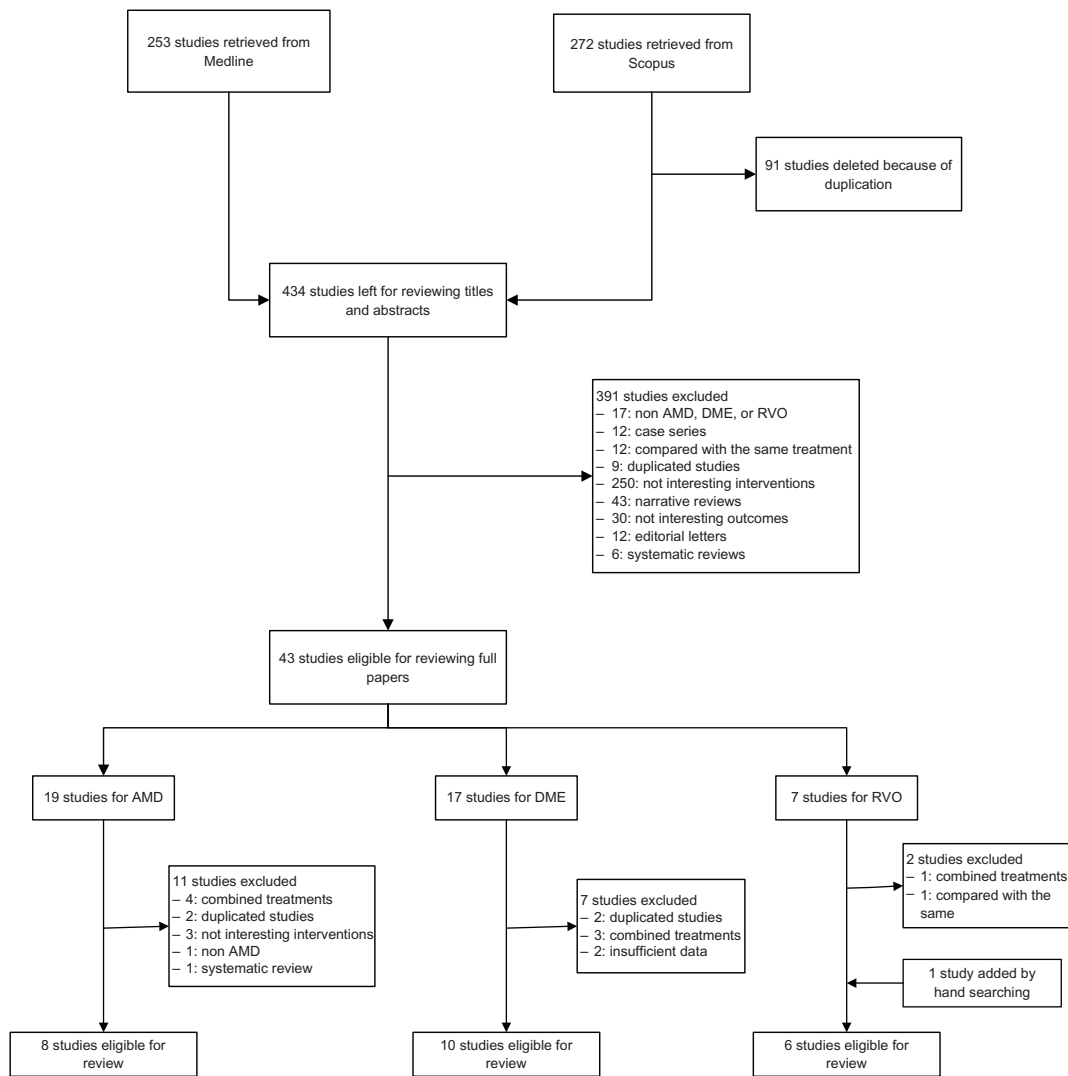 253 studies retrieved from
Medline
272 studies retrieved from
Scopus
91 studies deleted because of
duplication
434 studies left for reviewing titles
and abstracts
391 studies excluded
– 17: non AMD, DME, or RVO
– 12: case series
– 12: compared with the same treatment
– 9: duplicated studies
– 250: not interesting interventions
– 43: narrative reviews
– 30: not interesting outcomes
– 12: editorial letters
– 6: systematic reviews
43 studies eligible for reviewing full
papers
19 studies for AMD
17 studies for DME
7 studies for RVO
11 studies excluded
– 4: combined treatments
– 2: duplicated studies
– 3: not interesting interventions
– 1: non AMD
– 1: systematic review
7 studies excluded
– 2: duplicated studies
– 3: combined treatments
– 2: insufficient data
2 studies excluded
– 1: combined treatments
– 1: compared with the
same
1 study added by
hand searching
8 studies eligible for
review
10 studies eligible for
review
6 studies eligible for
review